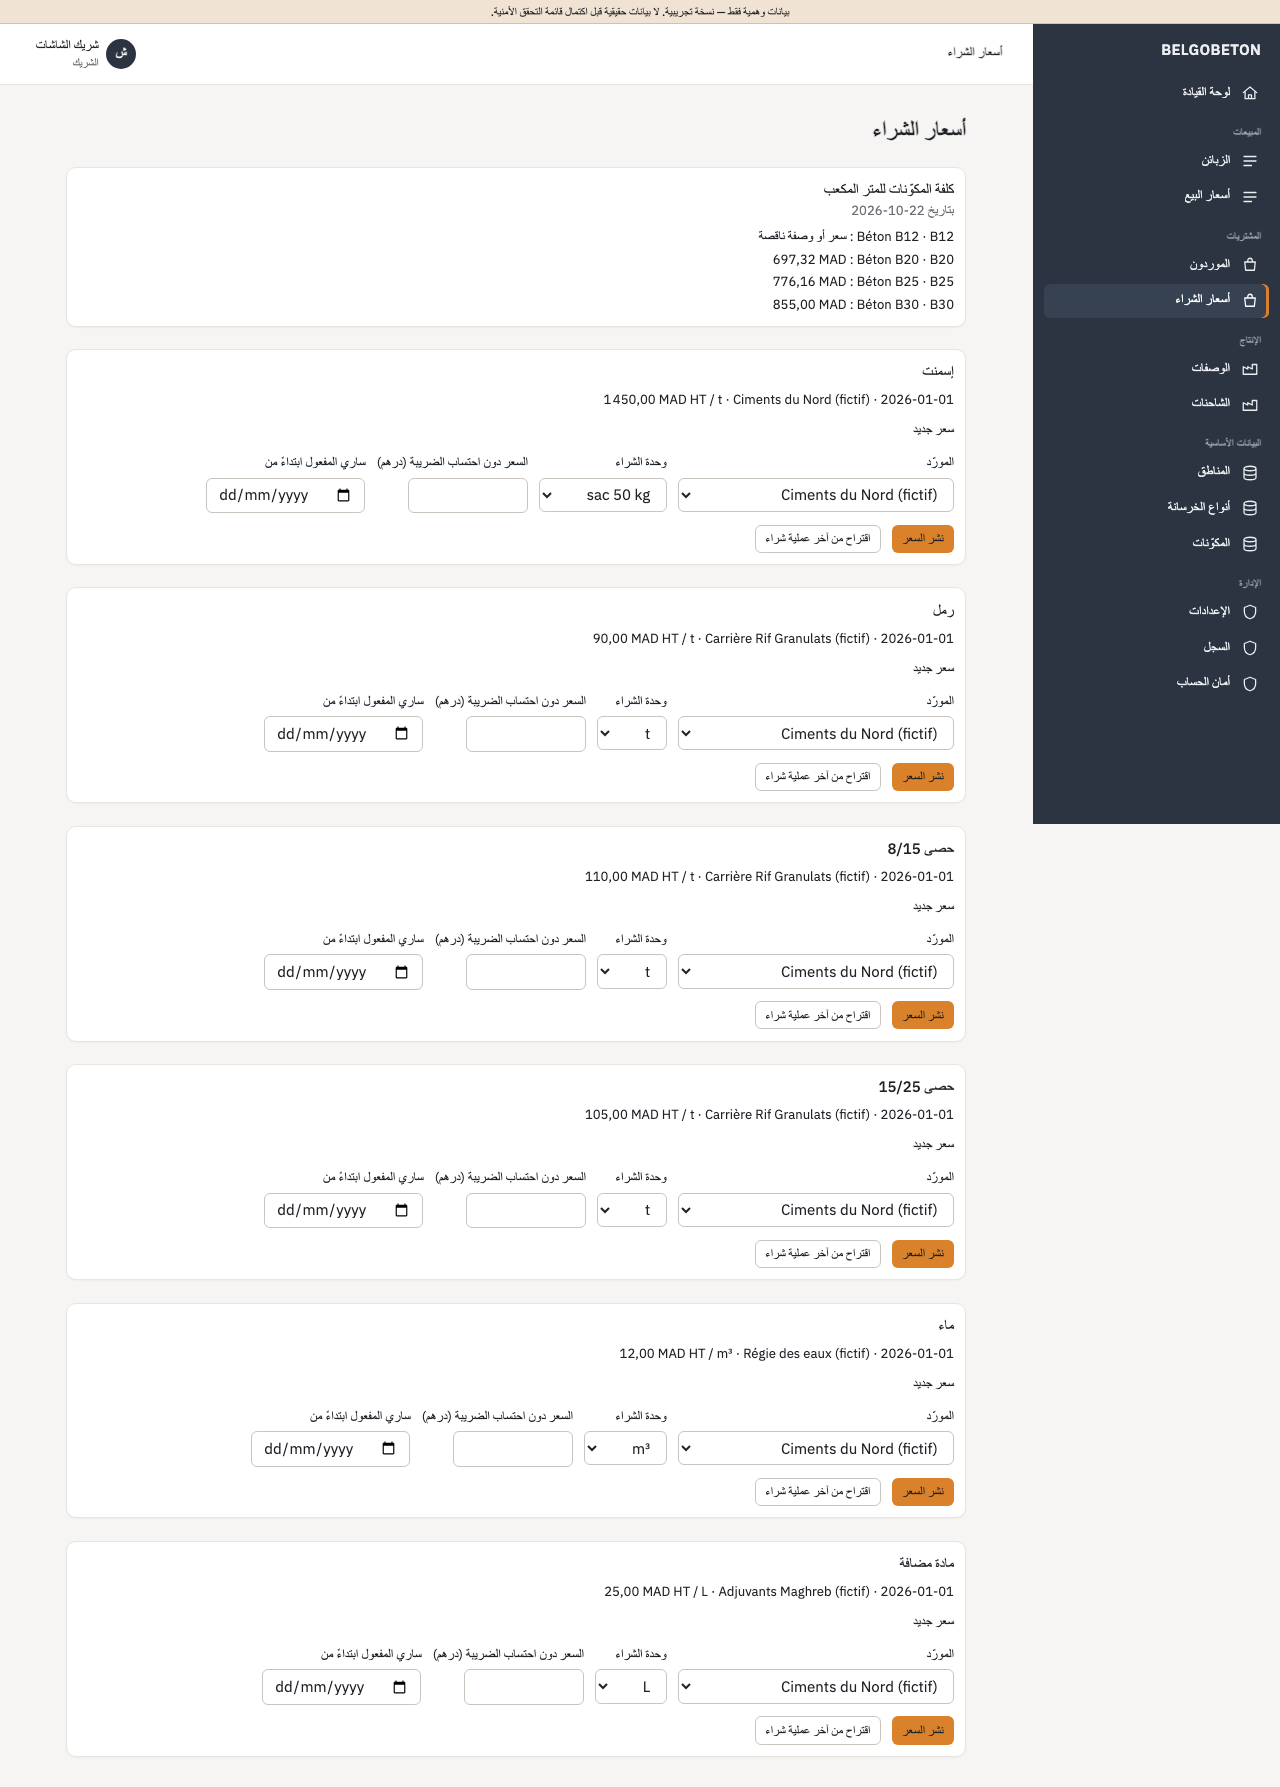 بيانات وهمية فقط — نسخة تجريبية. لا بيانات حقيقية قبل اكتمال قائمة التحقق الأمنية.
BELGOBETON
لوحة القيادة
المبيعات
الزبائن
أسعار البيع
المشتريات
الموردون
أسعار الشراء
الإنتاج
الوصفات
الشاحنات
البيانات الأساسية
المناطق
أنواع الخرسانة
المكوّنات
الإدارة
الإعدادات
السجل
أمان الحساب
أسعار الشراء
ش
شريك الشاشات
الشريك
أسعار الشراء
كلفة المكوّنات للمتر المكعب
بتاريخ 22-10-2026
Béton B12 · B12 : سعر أو وصفة ناقصة
697,32 MAD : Béton B20 · B20
776,16 MAD : Béton B25 · B25
855,00 MAD : Béton B30 · B30
إسمنت
1 450,00 MAD HT / t · Ciments du Nord (fictif) · 2026-01-01
سعر جديد
المورّد
وحدة الشراء
السعر دون احتساب الضريبة (درهم)
ساري المفعول ابتداءً من
Ciments du Nord (fictif)
sac 50 kg
dd/mm/yyyy
نشر السعر
اقتراح من آخر عملية شراء
رمل
90,00 MAD HT / t · Carrière Rif Granulats (fictif) · 2026-01-01
سعر جديد
المورّد
وحدة الشراء
السعر دون احتساب الضريبة (درهم)
ساري المفعول ابتداءً من
Ciments du Nord (fictif)
t
dd/mm/yyyy
نشر السعر
اقتراح من آخر عملية شراء
حصى 8/15
110,00 MAD HT / t · Carrière Rif Granulats (fictif) · 2026-01-01
سعر جديد
المورّد
وحدة الشراء
السعر دون احتساب الضريبة (درهم)
ساري المفعول ابتداءً من
Ciments du Nord (fictif)
t
dd/mm/yyyy
نشر السعر
اقتراح من آخر عملية شراء
حصى 15/25
105,00 MAD HT / t · Carrière Rif Granulats (fictif) · 2026-01-01
سعر جديد
المورّد
وحدة الشراء
السعر دون احتساب الضريبة (درهم)
ساري المفعول ابتداءً من
Ciments du Nord (fictif)
t
dd/mm/yyyy
نشر السعر
اقتراح من آخر عملية شراء
ماء
12,00 MAD HT / m³ · Régie des eaux (fictif) · 2026-01-01
سعر جديد
المورّد
وحدة الشراء
السعر دون احتساب الضريبة (درهم)
ساري المفعول ابتداءً من
Ciments du Nord (fictif)
m³
dd/mm/yyyy
نشر السعر
اقتراح من آخر عملية شراء
مادة مضافة
25,00 MAD HT / L · Adjuvants Maghreb (fictif) · 2026-01-01
سعر جديد
المورّد
وحدة الشراء
السعر دون احتساب الضريبة (درهم)
ساري المفعول ابتداءً من
Ciments du Nord (fictif)
L
dd/mm/yyyy
نشر السعر
اقتراح من آخر عملية شراء